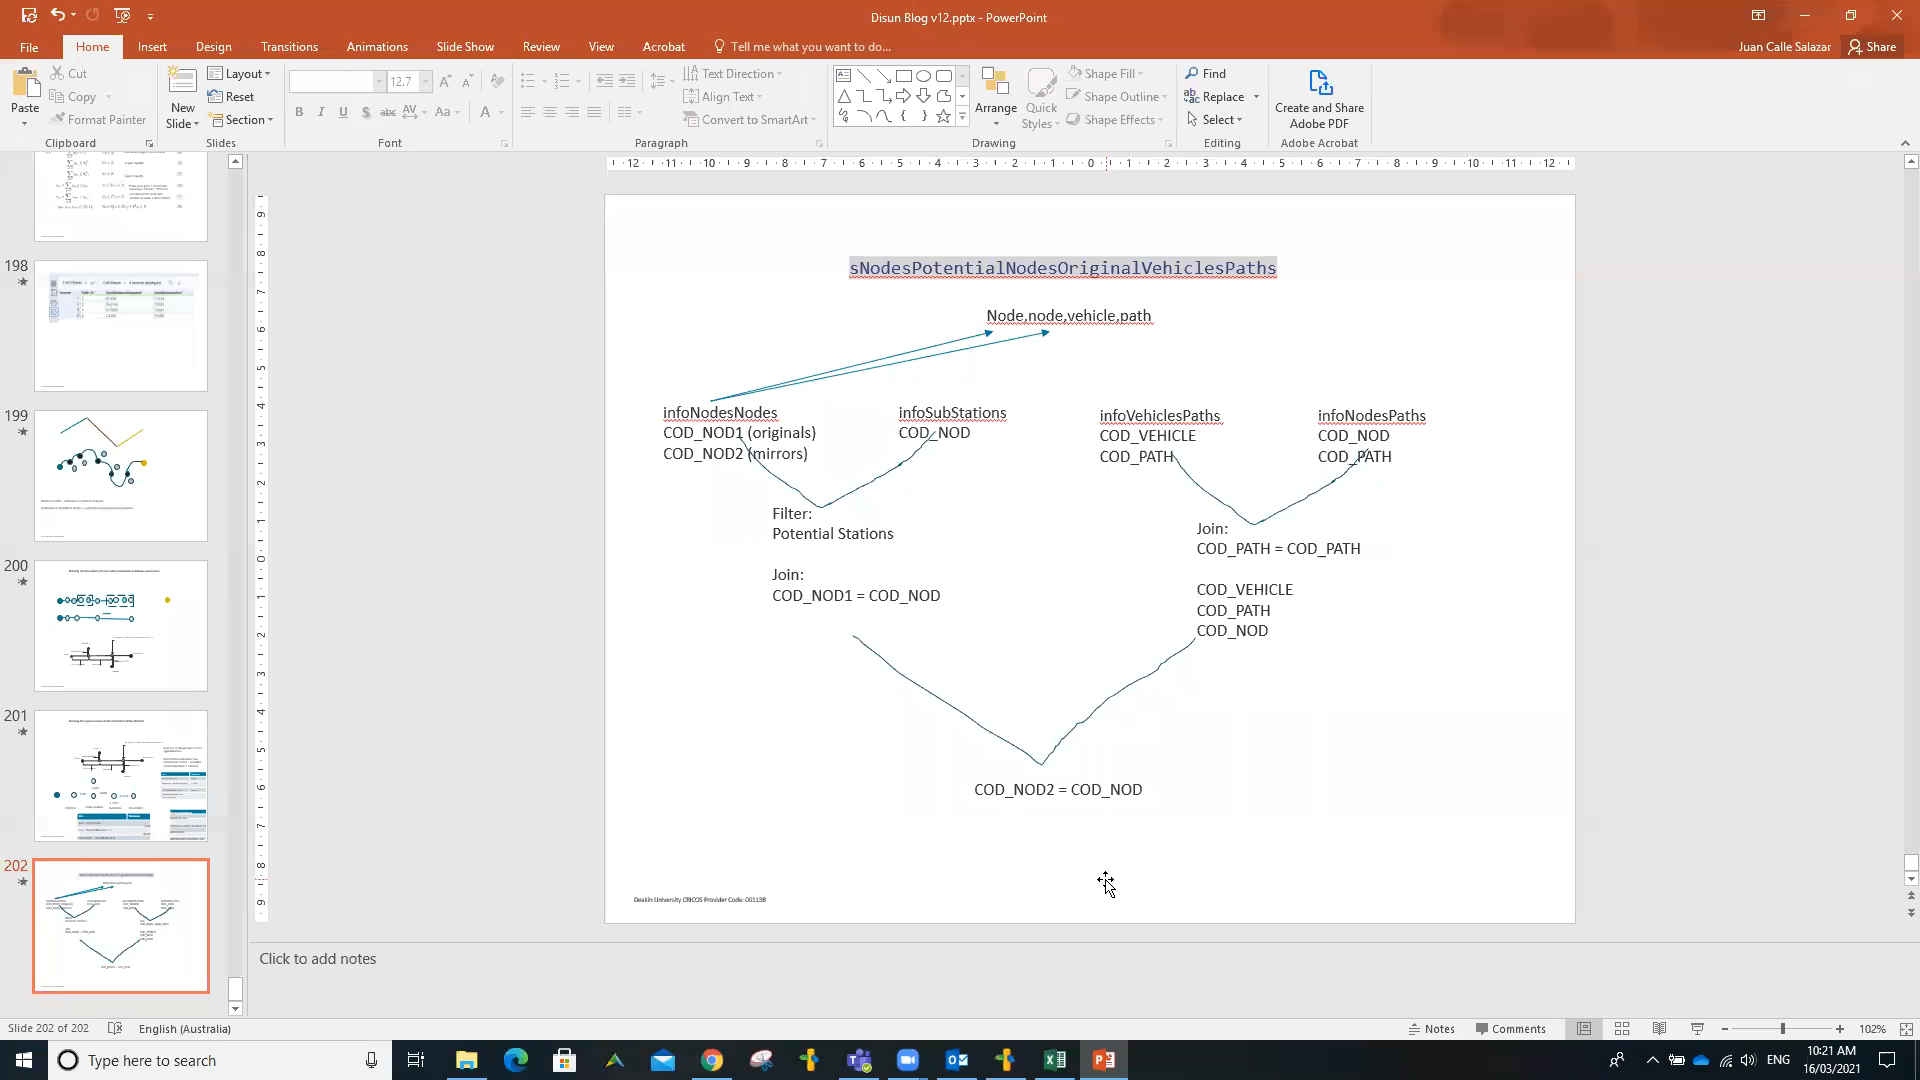 Disun Blog v12.pptx - PowerPoint
File
Home
Insert
Design
Transitions
Animations
Slide Show
Review
View
Acrobat
Tell me what you want to do...
Juan Calle Salazar
Share
Paste
Cut
Copy
Format Painter
Clipboard
New
Slide
Layout
Reset
Section
Slides
12.7
Font
Text Direction
Align Text
Convert to SmartArt
Paragraph
Arrange
Quick
Styles
Shape Fill
Shape Outline
Shape Effects
Drawing
Find
Replace
Select
Editing
Create and Share
Adobe PDF
Adobe Acrobat
198
199
200
201
202
sNodesPotentialNodesOriginalVehiclesPaths
Node,node,vehicle,path
infoNodesNodes
COD_NOD1 (originals)
COD_NOD2 (mirrors)
infoSubStations
COD_NOD
infoVehiclesPaths
COD_VEHICLE
COD_PATH
infoNodesPaths
COD_NOD
COD_PATH
Filter:
Potential Stations
Join:
COD_NOD1 = COD_NOD
Join:
COD_PATH = COD_PATH
COD_VEHICLE
COD_PATH
COD_NOD
COD_NOD2 = COD_NOD
Deakin University CRICOS Provider Code: 00113B
Click to add notes
Slide 202 of 202
English (Australia)
Notes
Comments
102%
Type here to search
ENG
10:21 AM
16/03/2021